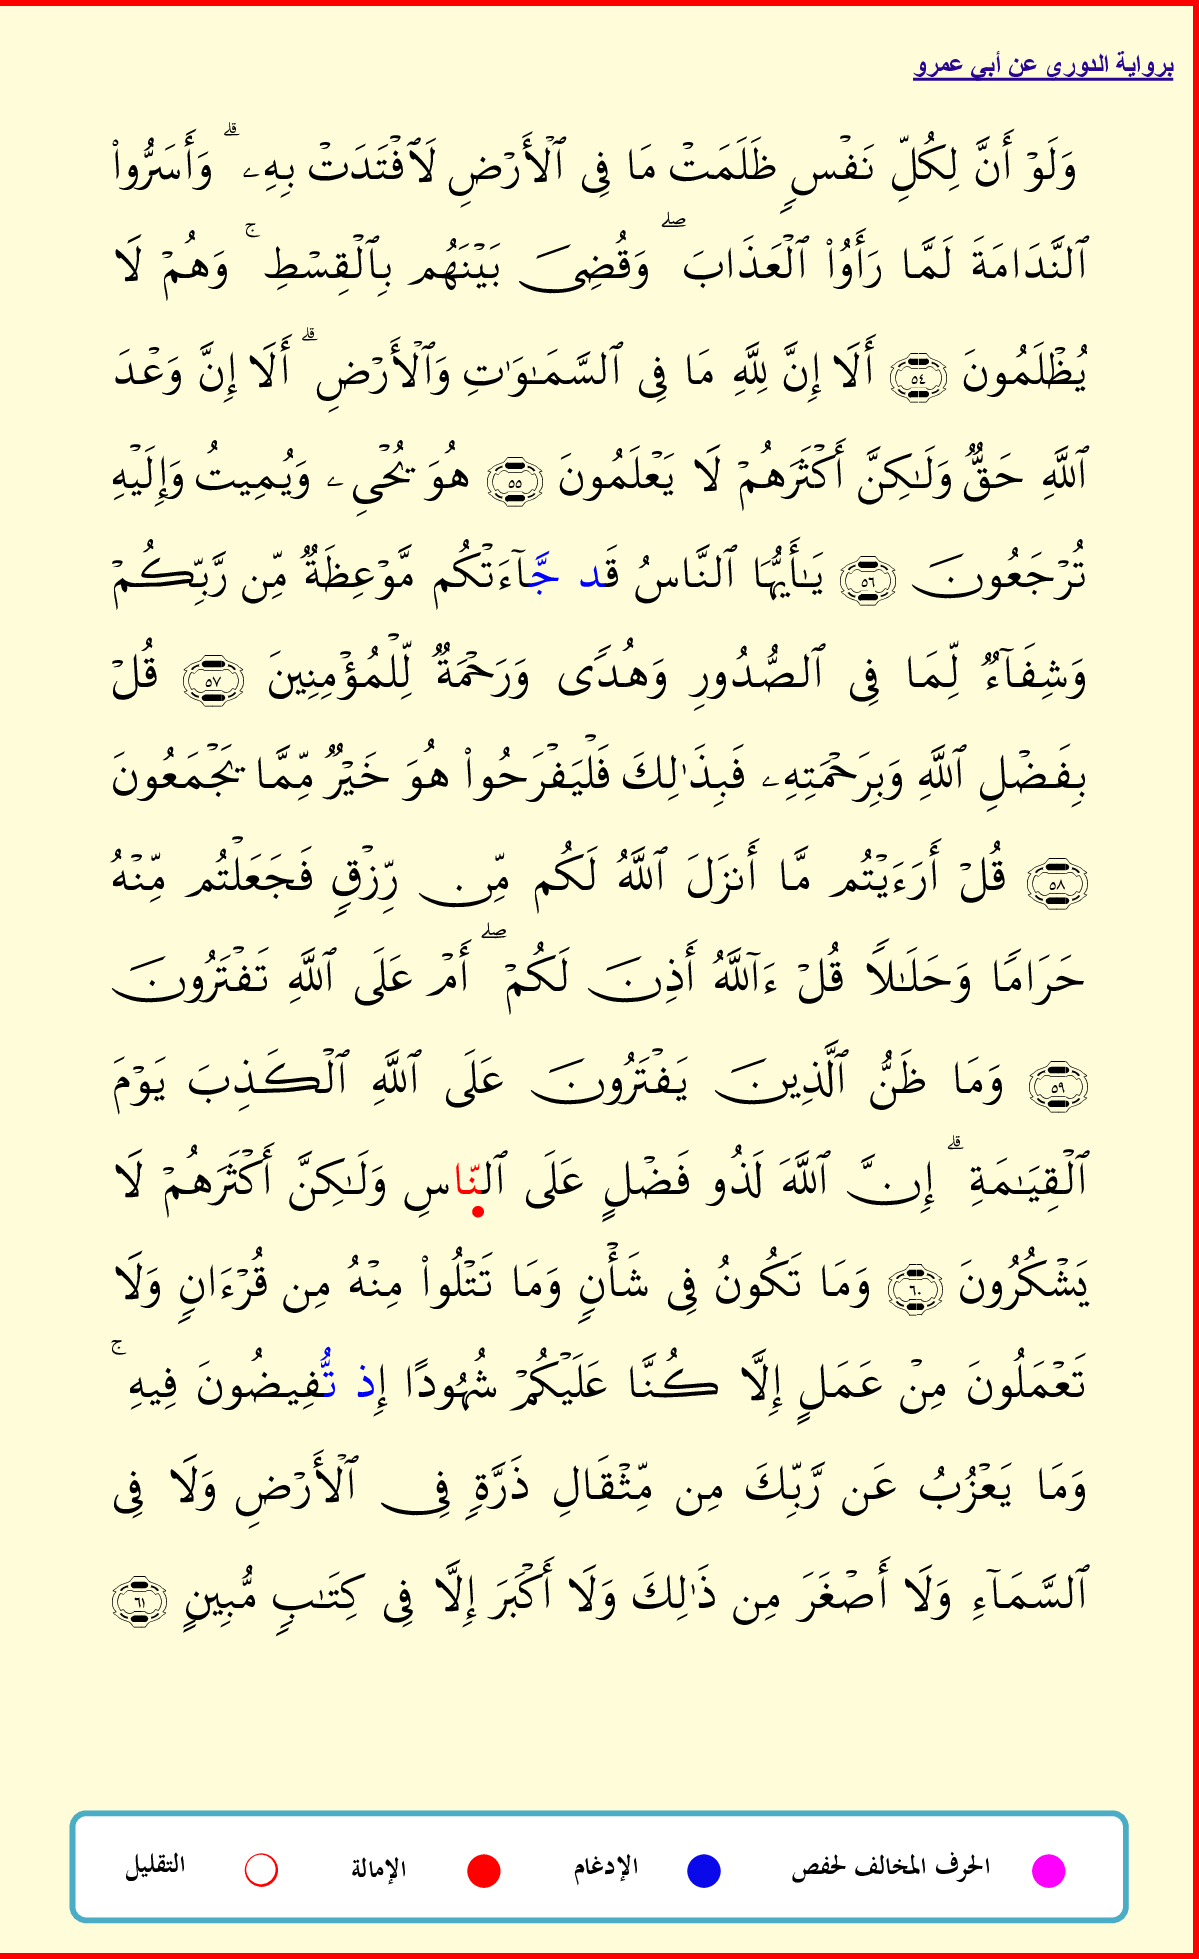 برواية الدورى عن أبى عمرو
وَلَوۡ أَنَّ لِكُلِّ نَفۡسٖ ظَلَمَتۡ مَا فِى ٱلۡأَرۡضِ لَٱفۡتَدَتۡ بِهِۦۗ وَأَسَرُّواْ
ٱلنَّدَامَةَ لَمَّا رَأَوُاْ ٱلۡعَذَابَۖ وَقُضِىَ بَيۡنَهُم بِٱلۡقِسۡطِۚ وَهُمۡ لَا
يُظۡلَمُونَ ٥٤ أَلَا إِنَّ لِلَّهِ مَا فِى ٱلسَّمَـٰوَٰتِ وَٱلۡأَرۡضِۗ أَلَا إِنَّ وَعۡدَ
ٱللَّهِ حَقّٞ وَلَـٰكِنَّ أَكۡثَرَهُمۡ لَا يَعۡلَمُونَ ٥٥ هُوَ يُحۡىِۦ وَيُمِيتُ وَإِلَيۡهِ
تُرۡجَعُونَ ٥٦ يَـٰأَيُّهَا ٱلنَّاسُ قَد جَّآءَتۡكُم مَّوۡعِظَةٞ مِّن رَّبِّكُمۡ
وَشِفَآءٞ لِّمَا فِى ٱلصُّدُورِ وَهُدٗى وَرَحۡمَةٞ لِّلۡمُؤۡمِنِينَ ٥٧ قُلۡ
بِفَضۡلِ ٱللَّهِ وَبِرَحۡمَتِهِۦ فَبِذَٰلِكَ فَلۡيَفۡرَحُواْ هُوَ خَيۡرٞ مِّمَّا يَجۡمَعُونَ
٥٨ قُلۡ أَرَءَيۡتُم مَّا أَنزَلَ ٱللَّهُ لَكُم مِّن رِّزۡقٖ فَجَعَلۡتُم مِّنۡهُ
حَرَامٗا وَحَلَـٰلٗا قُلۡ ءَآللَّهُ أَذِنَ لَكُمۡۖ أَمۡ عَلَى ٱللَّهِ تَفۡتَرُونَ
٥٩ وَمَا ظَنُّ ٱلَّذِينَ يَفۡتَرُونَ عَلَى ٱللَّهِ ٱلۡكَذِبَ يَوۡمَ
ٱلۡقِيَـٰمَةِۗ إِنَّ ٱللَّهَ لَذُو فَضۡلٍ عَلَى ٱلنَّاسِ وَلَـٰكِنَّ أَكۡثَرَهُمۡ لَا
يَشۡكُرُونَ ٦٠ وَمَا تَكُونُ فِى شَأۡنٖ وَمَا تَتۡلُواْ مِنۡهُ مِن قُرۡءَانٖ وَلَا
تَعۡمَلُونَ مِنۡ عَمَلٍ إِلَّا كُنَّا عَلَيۡكُمۡ شُهُودًا إِذ تُّفِيضُونَ فِيهِۚ
وَمَا يَعۡزُبُ عَن رَّبِّكَ مِن مِّثۡقَالِ ذَرَّةٖ فِى ٱلۡأَرۡضِ وَلَا فِى
ٱلسَّمَآءِ وَلَا أَصۡغَرَ مِن ذَٰلِكَ وَلَا أَكۡبَرَ إِلَّا فِى كِتَـٰبٖ مُّبِينٍ ٦١
الحرف المخالف لحفص الإدغام الإمالة التقليل